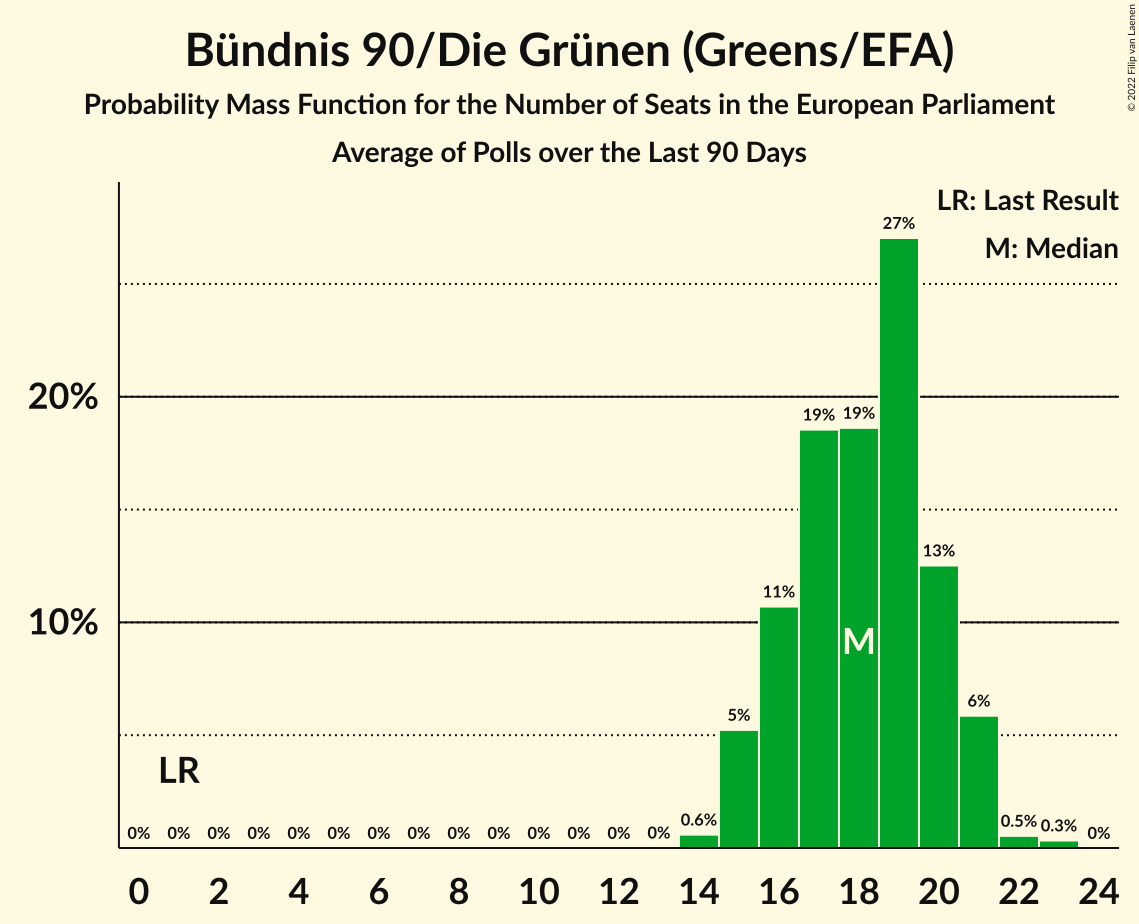 Bündnis 90/Die Grünen (Greens/EFA)
Probability Mass Function for the Number of Seats in the European Parliament
Average of Polls over the Last 90 Days
© 2022 Filip van Laenen
LR: Last Result
M: Median
27%
20%
19% 19%
13%
11%
10%
M
6%
5%
LR
0% 0% 0% 0% 0% 0% 0% 0% 0% 0% 0% 0% 0% 0% 0.6% 0.5% 0.3% 0%
0 2 4 6 8 10 12 14 16 18 20 22 24